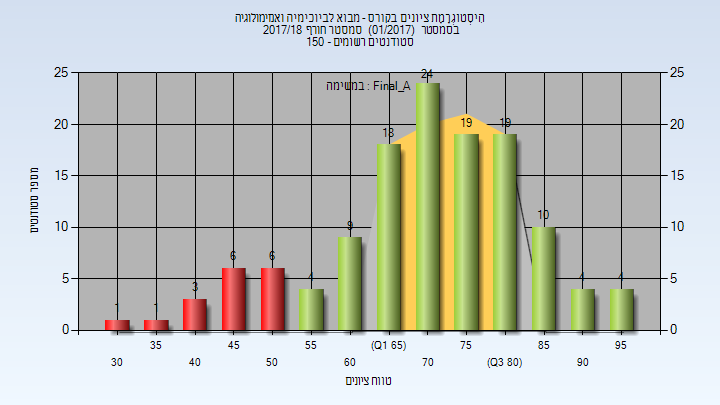 הִיסטוגרָמַת ציונים בקורס - מבוא לביוכימיה ואמימולוגיה
בסמסטר (01/2017) סמסטר חורף 2017/18
סטודנטים רשומים - 150
במשימה : Final_A
מספר סטודנטים
25 25
20 20
15 15
10 10
5 5
0 0
1 1 3 6 6 4 9 18 24 19 19 10 4 4
35 45 55 (Q1 65) 75 85 95
30 40 50 60 70 (Q3 80) 90
טווח ציונים